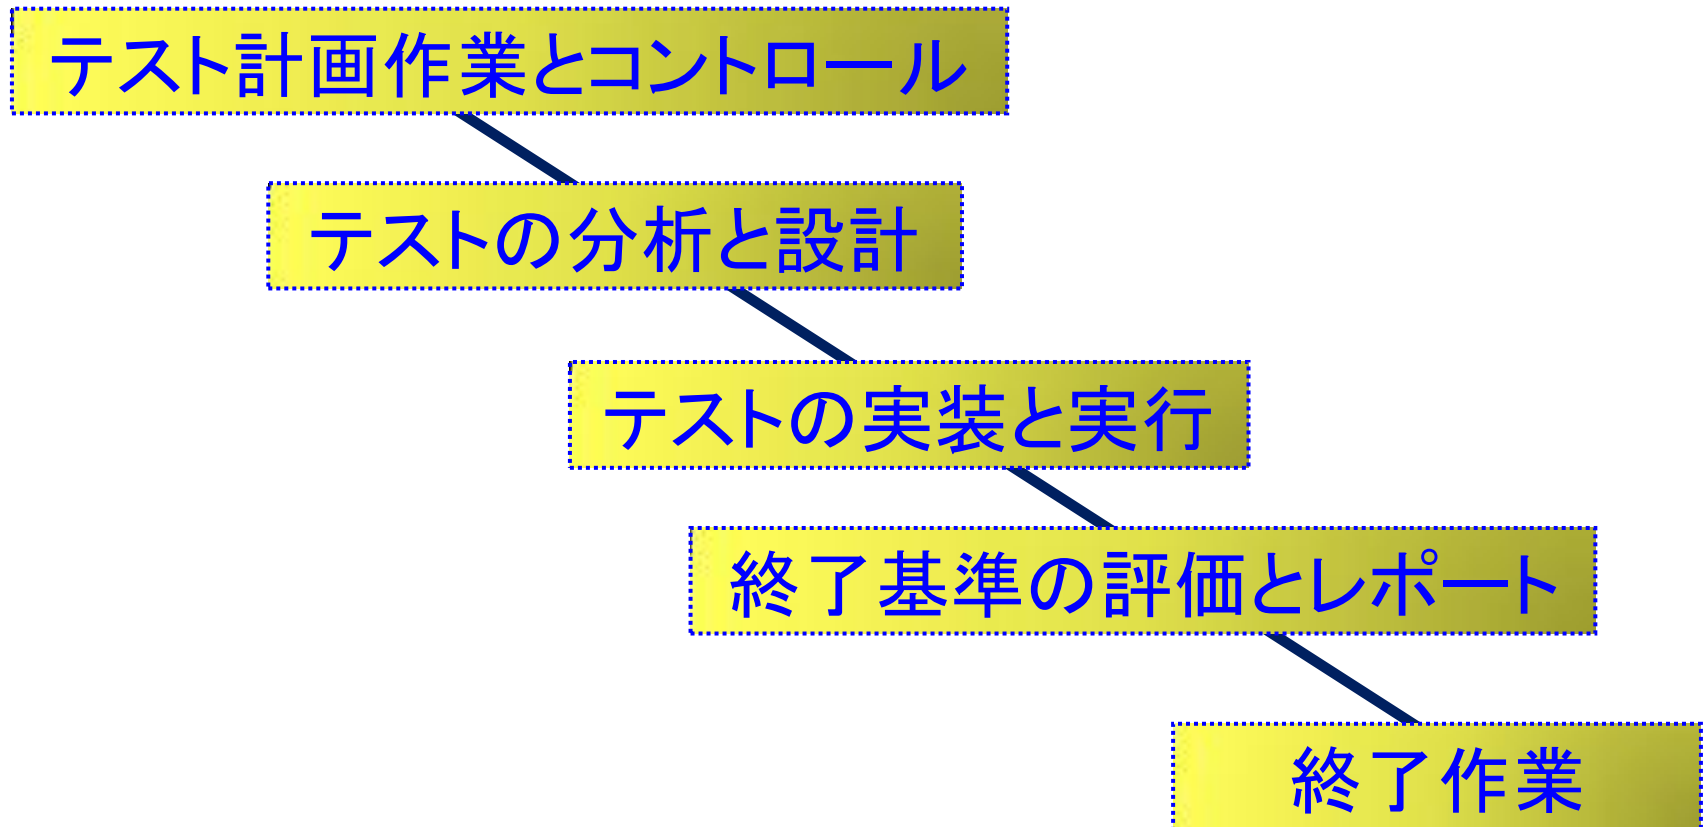 テスト計画作業とコントロール
テストの分析と設計
テストの実装と実行
終了基準の評価とレポート
終了作業